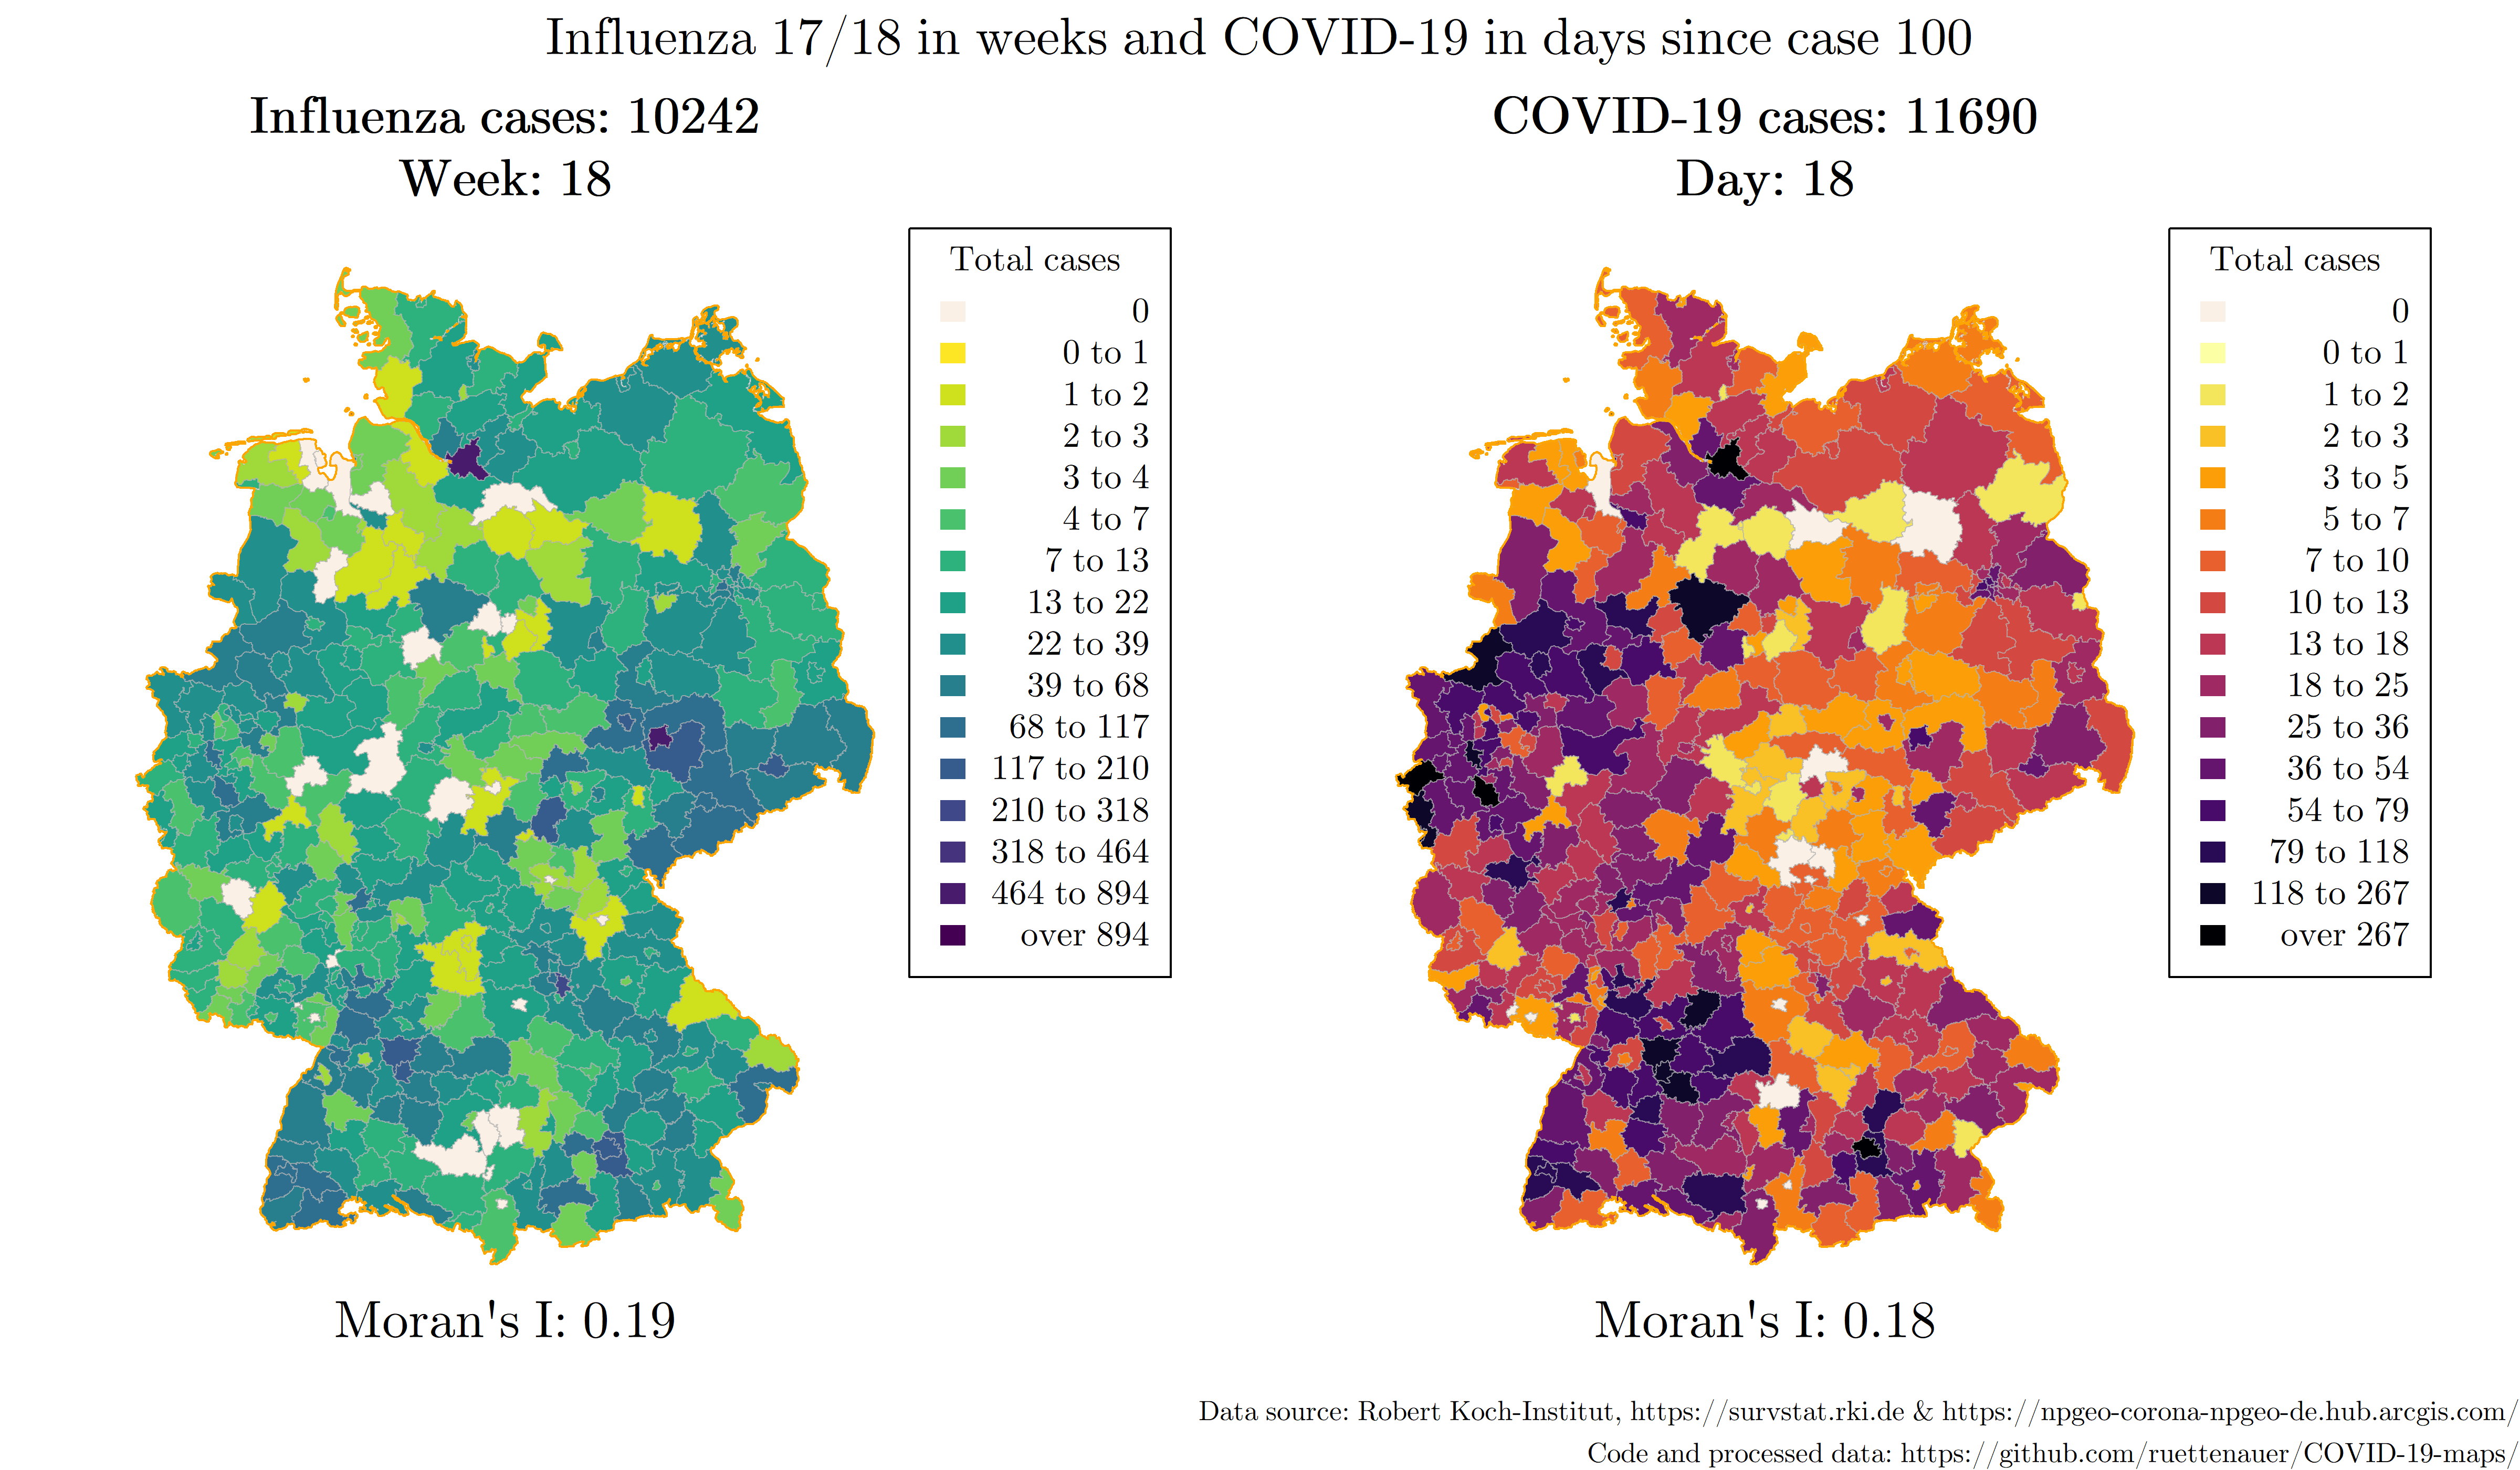 Influenza 17/18 in weeks and COVID-19 in days since case 100
Influenza cases: 10242
Week: 18
Total cases
0
0 to 1
1 to 2
2 to 3
3 to 4
4 to 7
7 to 13
13 to 22
22 to 39
39 to 68
68 to 117
117 to 210
210 to 318
318 to 464
464 to 894
over 894
Moran's I: 0.19
COVID-19 cases: 11690
Day: 18
Total cases
0
0 to 1
1 to 2
2 to 3
3 to 5
5 to 7
7 to 10
10 to 13
13 to 18
18 to 25
25 to 36
36 to 54
54 to 79
79 to 118
118 to 267
over 267
Moran's I: 0.18
Data source: Robert Koch-Institut, https://survstat.rki.de & https://npgeo-corona-npgeo-de.hub.arcgis.com/
Code and processed data: https://github.com/ruettenauer/COVID-19-maps/